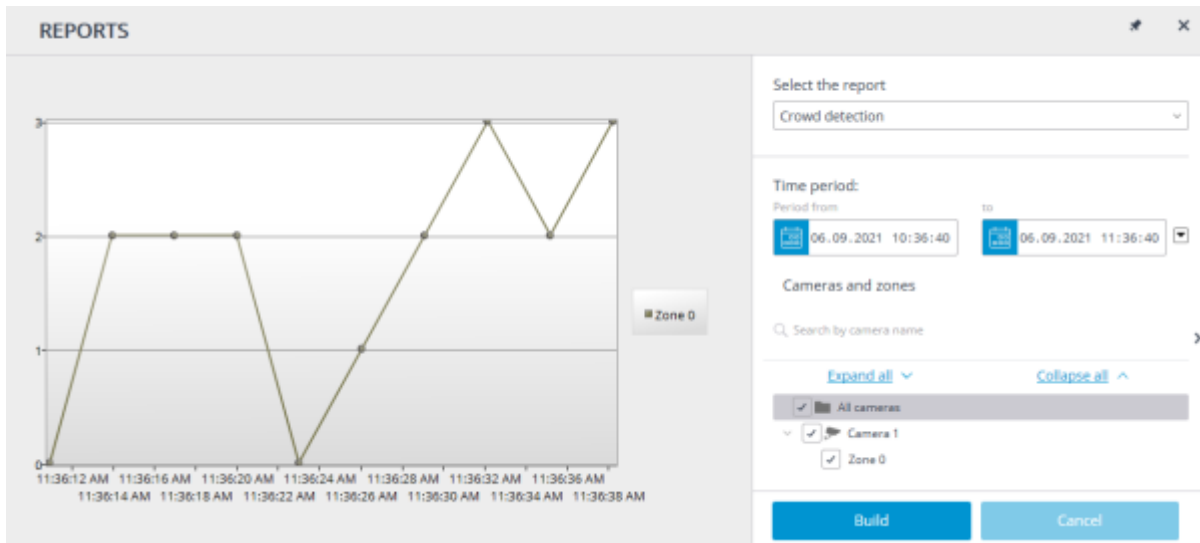 REPORTS
3
2
1
0
11:36:12 AM 11:36:16 AM 11:36:20 AM 11:36:24 AM 11:36:28 AM 11:36:32 AM 11:36:36 AM
11:36:14 AM 11:36:18 AM 11:36:22 AM 11:36:26 AM 11:36:30 AM 11:36:34 AM 11:36:38 AM
Zone 0
Select the report
Crowd detection
Time period:
Period from to
06.09.2021 10:36:40 06.09.2021 11:36:40
Cameras and zones
Search by camera name
Expand all Collapse all
All cameras
Camera 1
Zone 0
Build Cancel